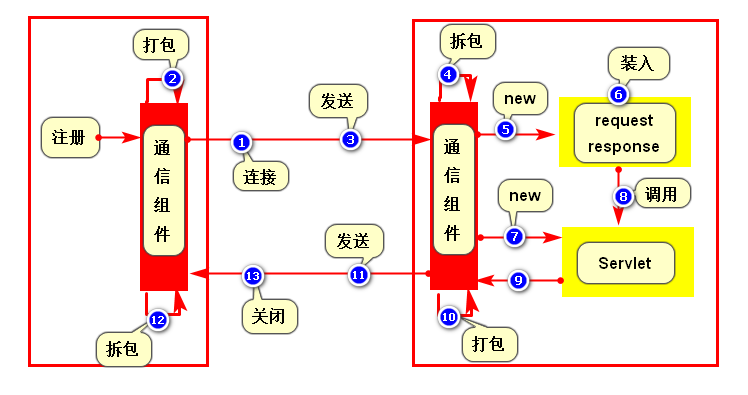 打包
2
注册
通
信
组
件
1
连接
发送
3
拆包
4
通
信
组
件
new
5
装入
6
request
response
new
7
8
调用
Servlet
9
发送
11
13
关闭
12
拆包
10
打包